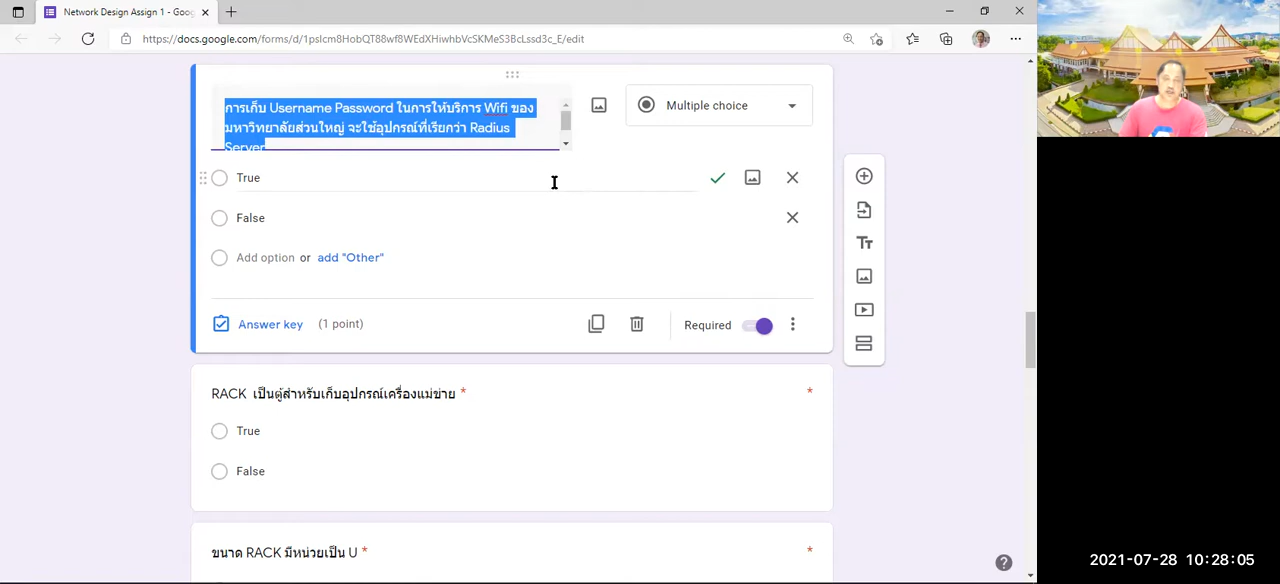 Network Design Assign 1 - Goog
https://docs.google.com/forms/d/1pslcm8HobQT88wf8WEdXHiwhbVcSKMeS3BcLssd3c_E/edit
การเก็บ Username Password ในการให้บริการ Wifi ของ
มหาวิทยาลัยส่วนใหญ่ จะใช้อุปกรณ์ที่เรียกว่า Radius
Server
Multiple choice
True
False
Add option or add "Other"
Answer key (1 point)
Required
RACK เป็นตู้สำหรับเก็บอุปกรณ์เครื่องแม่ข่าย *
*
True
False
ขนาด RACK มีหน่วยเป็น U *
*
2021-07-28 10:28:05